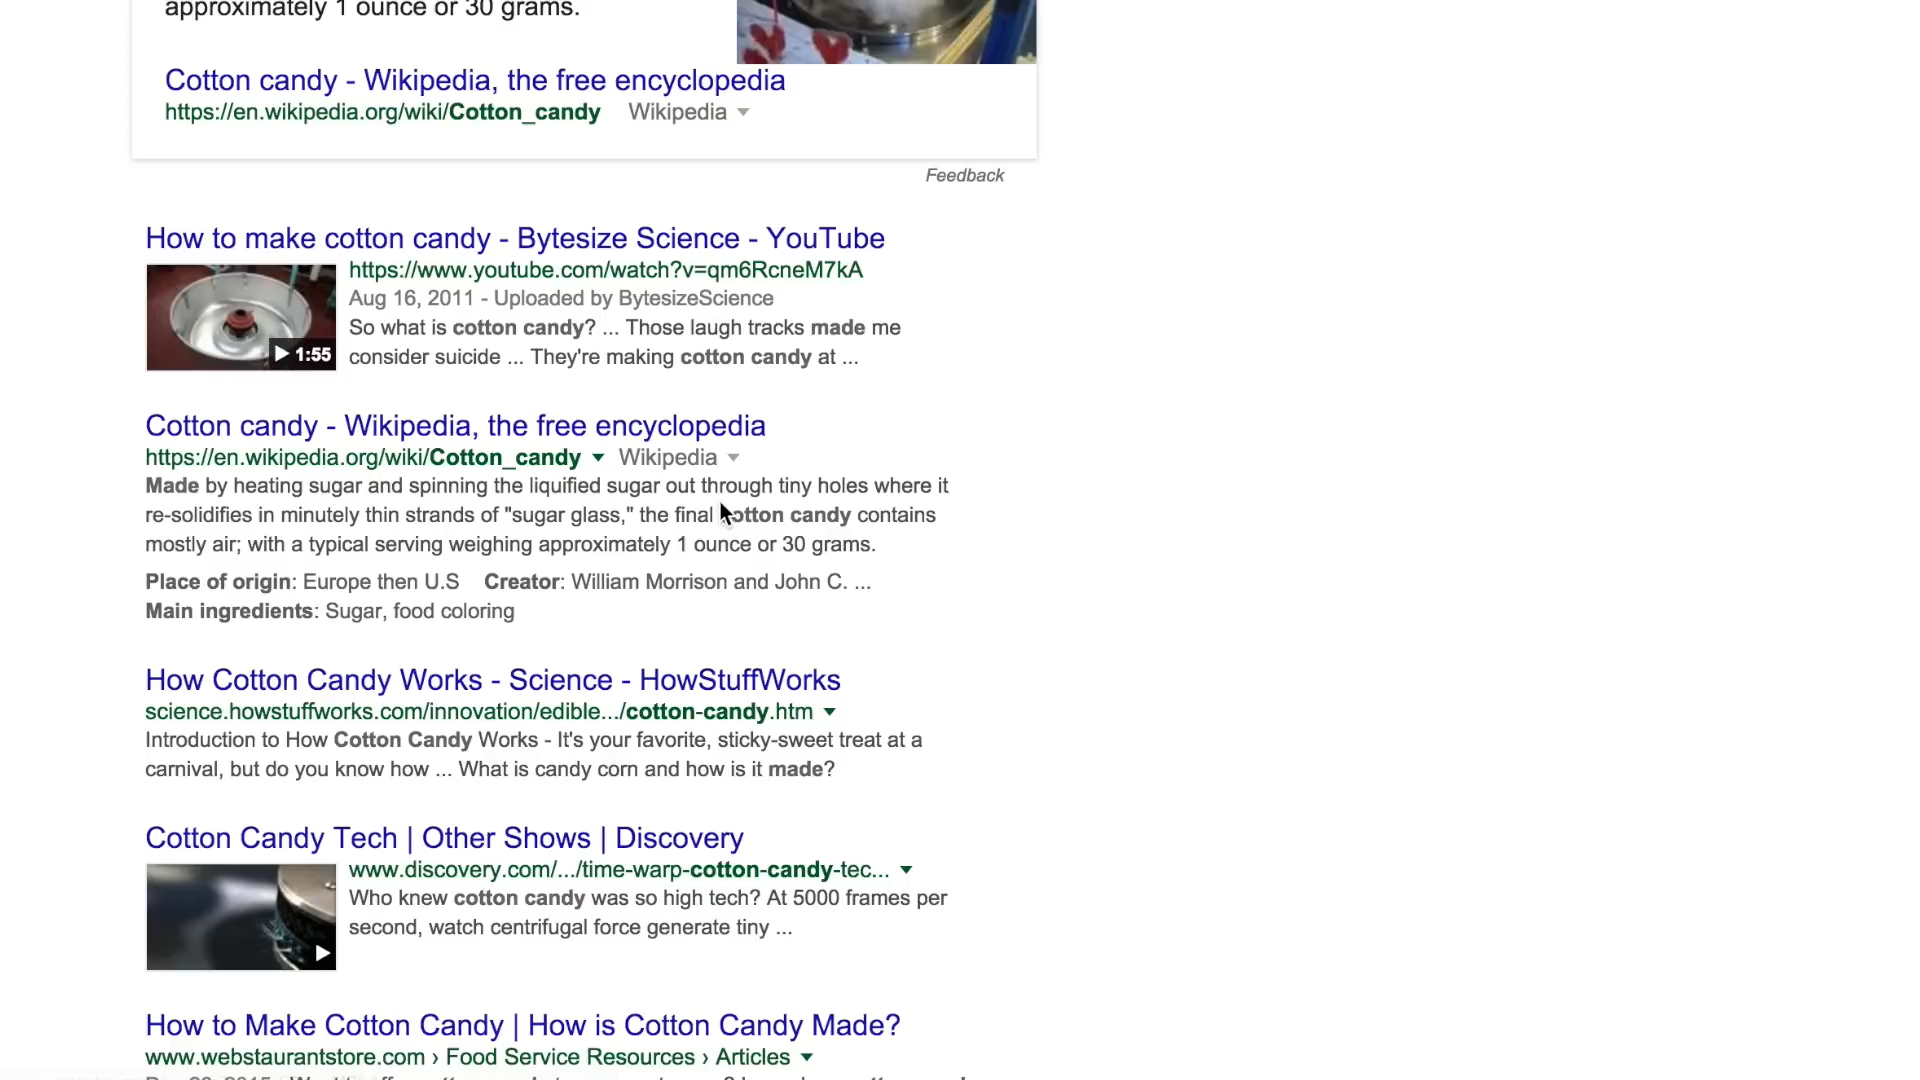 approximately 1 ounce or 30 grams.
Cotton candy - Wikipedia, the free encyclopedia
https://en.wikipedia.org/wiki/Cotton_candy Wikipedia
Feedback
How to make cotton candy - Bytesize Science - YouTube
https://www.youtube.com/watch?v=qm6RcneM7kA
Aug 16, 2011 - Uploaded by BytesizeScience
1:55
So what is cotton candy? ... Those laugh tracks made me
consider suicide ... They're making cotton candy at ...
Cotton candy - Wikipedia, the free encyclopedia
https://en.wikipedia.org/wiki/Cotton_candy Wikipedia
Made by heating sugar and spinning the liquified sugar out through tiny holes where it
re-solidifies in minutely thin strands of "sugar glass," the final cotton candy contains
mostly air; with a typical serving weighing approximately 1 ounce or 30 grams.
Place of origin: Europe then U.S Creator: William Morrison and John C. ...
Main ingredients: Sugar, food coloring
How Cotton Candy Works - Science - HowStuffWorks
science.howstuffworks.com/innovation/edible.../cotton-candy.htm
Introduction to How Cotton Candy Works - It's your favorite, sticky-sweet treat at a
carnival, but do you know how ... What is candy corn and how is it made?
Cotton Candy Tech | Other Shows | Discovery
www.discovery.com/.../time-warp-cotton-candy-tec...
Who knew cotton candy was so high tech? At 5000 frames per
second, watch centrifugal force generate tiny ...
How to Make Cotton Candy | How is Cotton Candy Made?
www.webstaurantstore.com › Food Service Resources › Articles